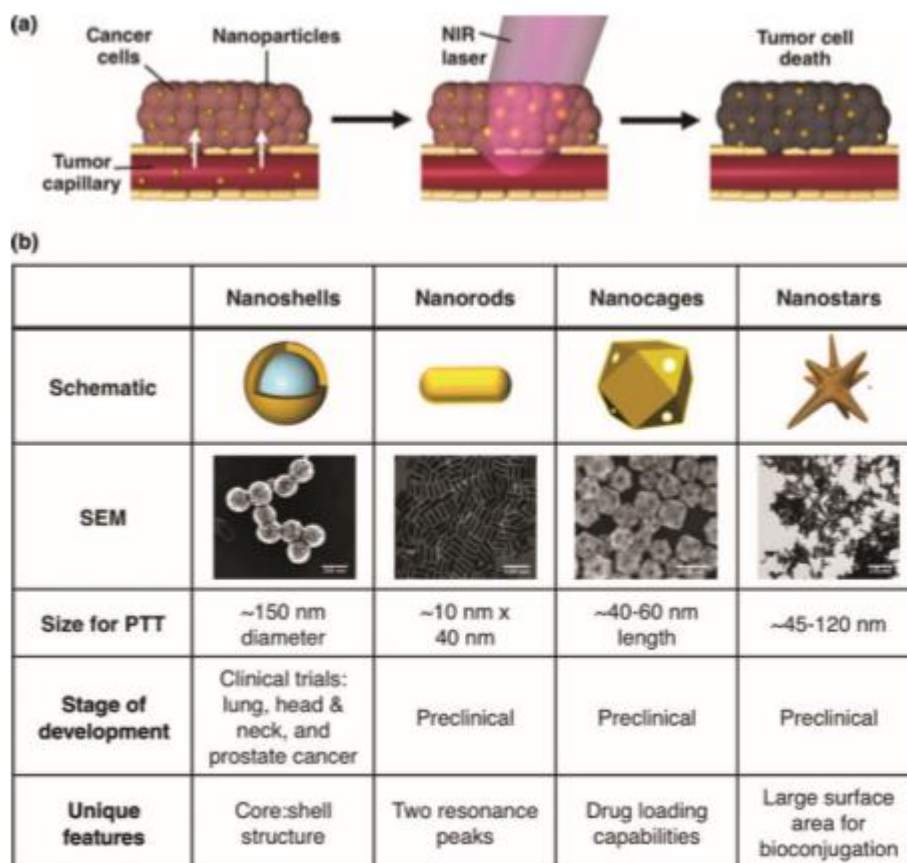 (a)
Cancer cells
Nanoparticles
NIR laser
Tumor cell death
Tumor capillary
(b)
Nanoshells
Nanorods
Nanocages
Nanostars
Schematic
SEM
Size for PTT
~150 nm
diameter
~10 nm x
40 nm
~40-60 nm
length
~45-120 nm
Stage of
development
Clinical trials:
lung, head &
neck, and
prostate cancer
Preclinical
Preclinical
Preclinical
Unique
features
Core:shell
structure
Two resonance
peaks
Drug loading
capabilities
Large surface
area for
bioconjugation